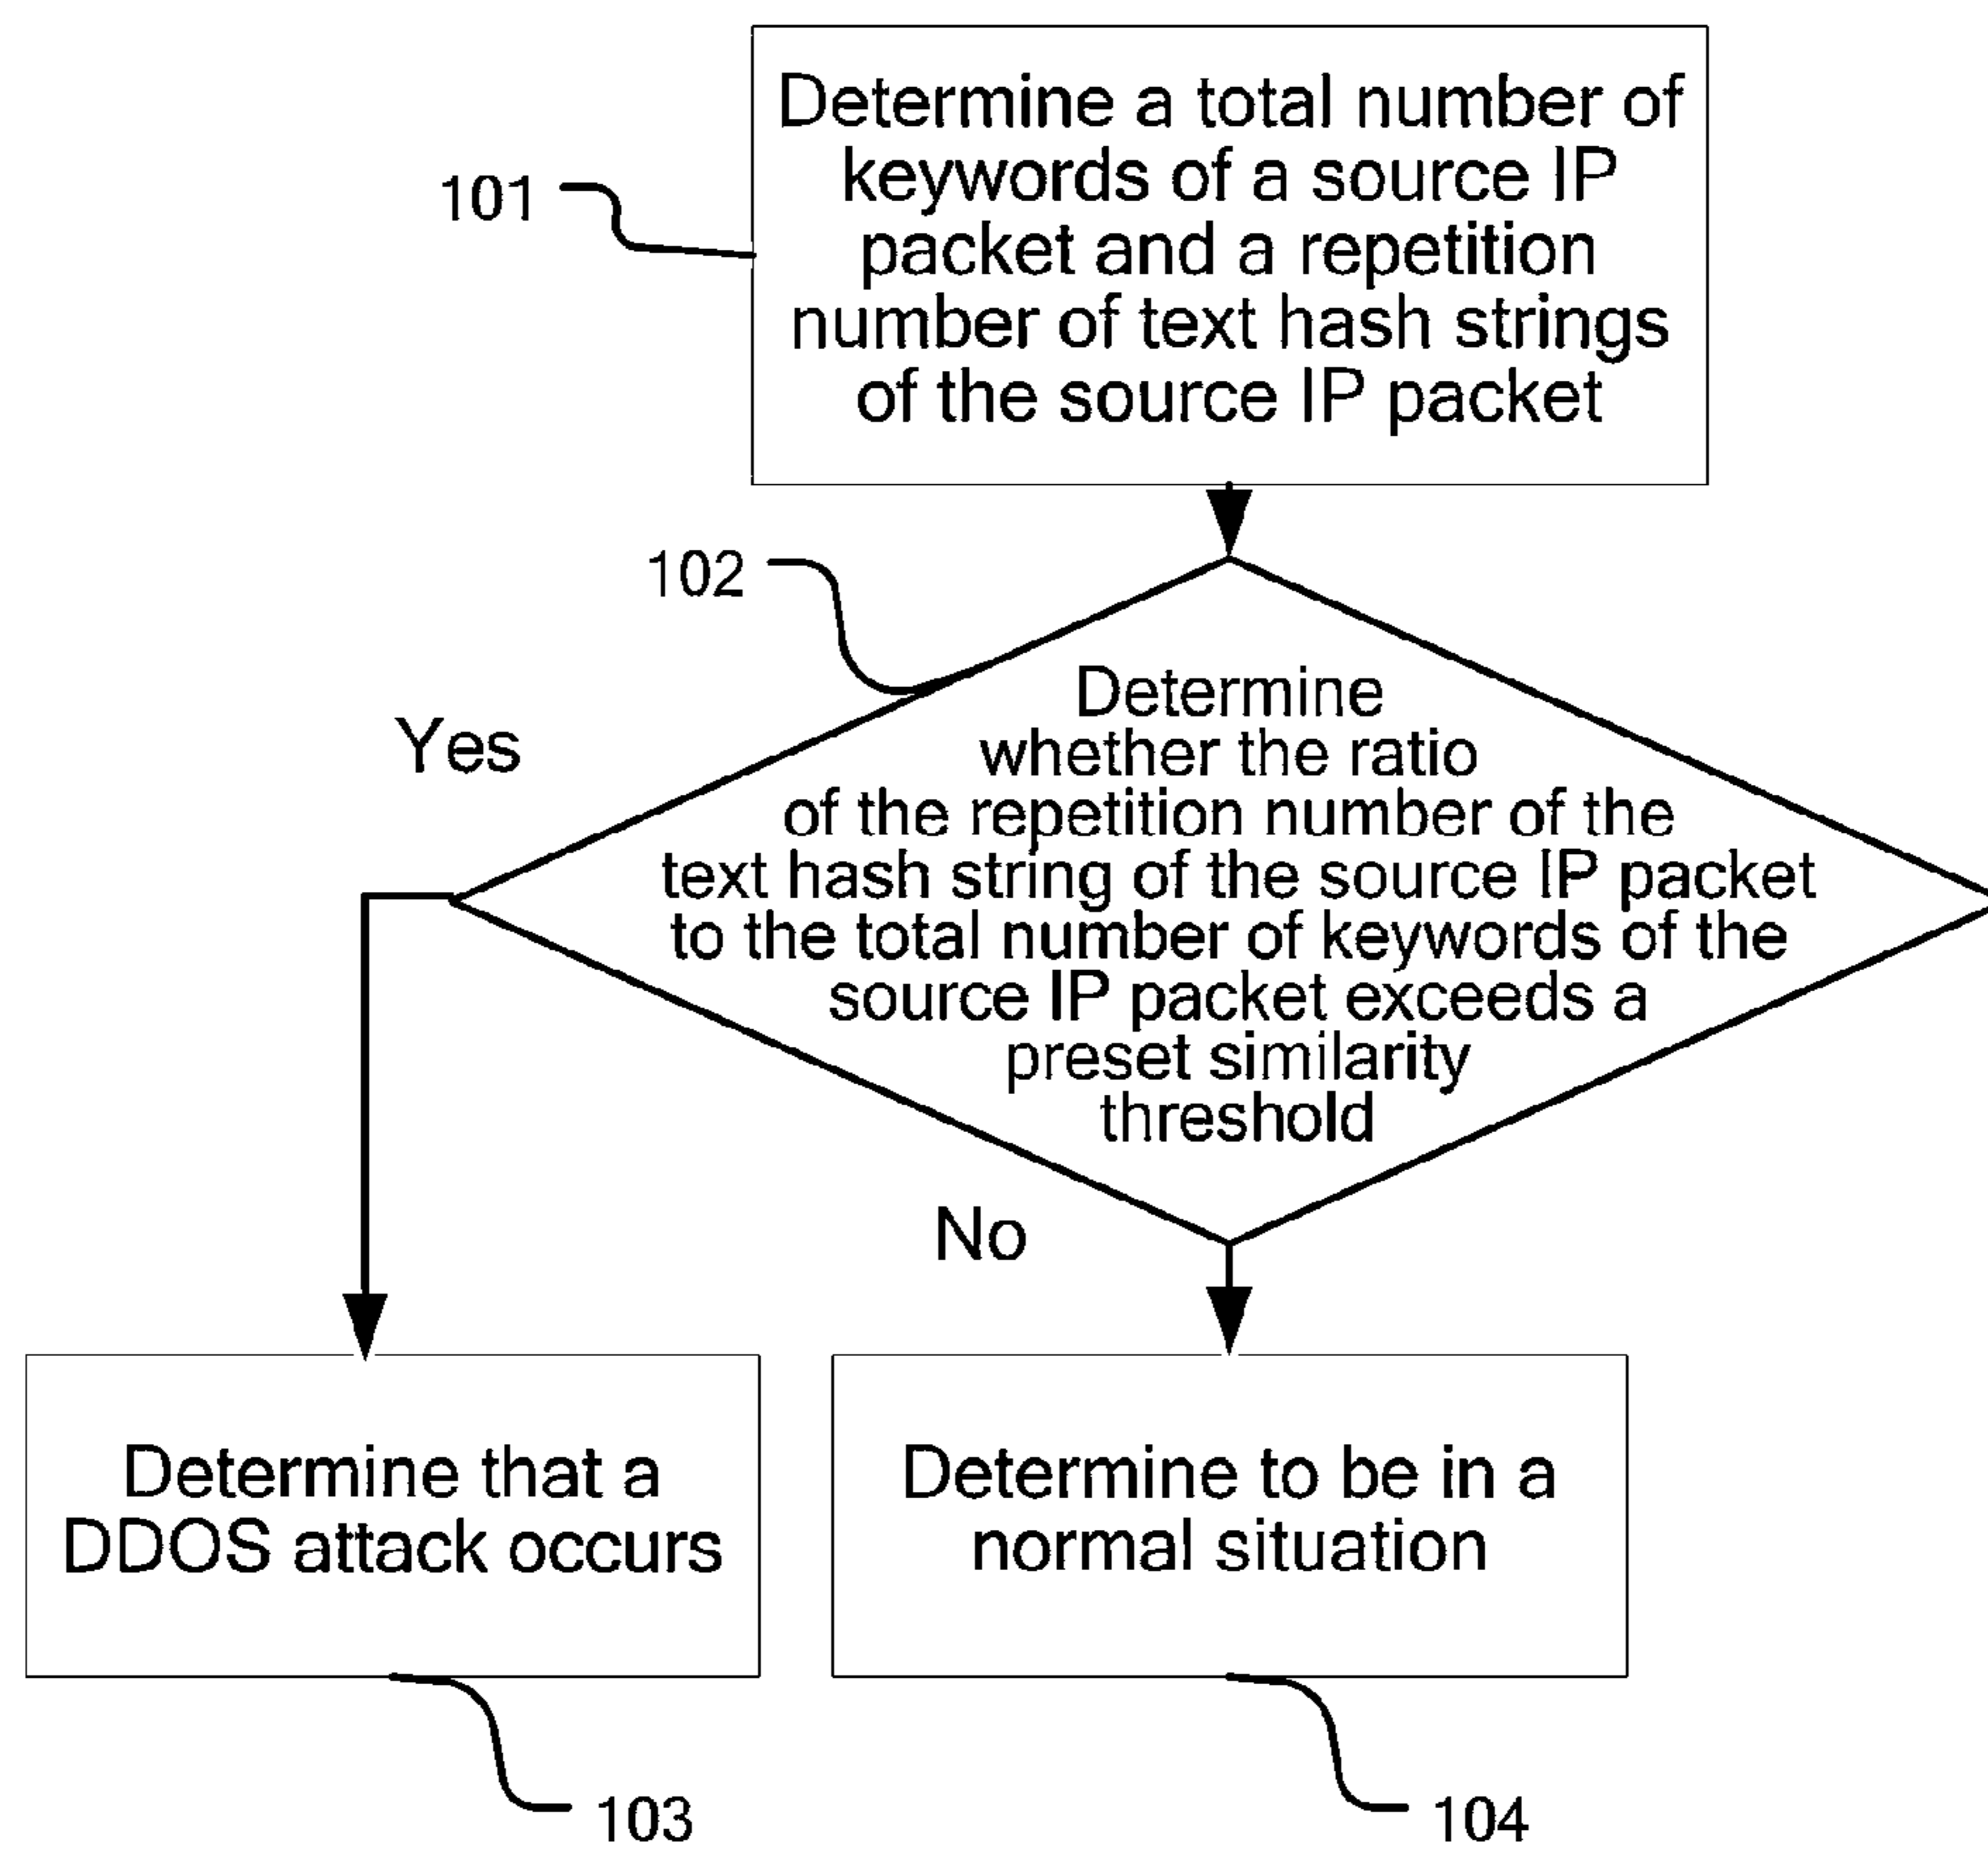 Determine a total number of
keywords of a source IP
packet and a repetition
number of text hash strings
of the source IP packet
101
102
Yes
Determine
whether the ratio
of the repetition number of the
text hash string of the source IP packet
to the total number of keywords of the
source IP packet exceeds a
preset similarity
threshold
No
Determine that a
DDOS attack occurs
Determine to be in a
normal situation
103
104